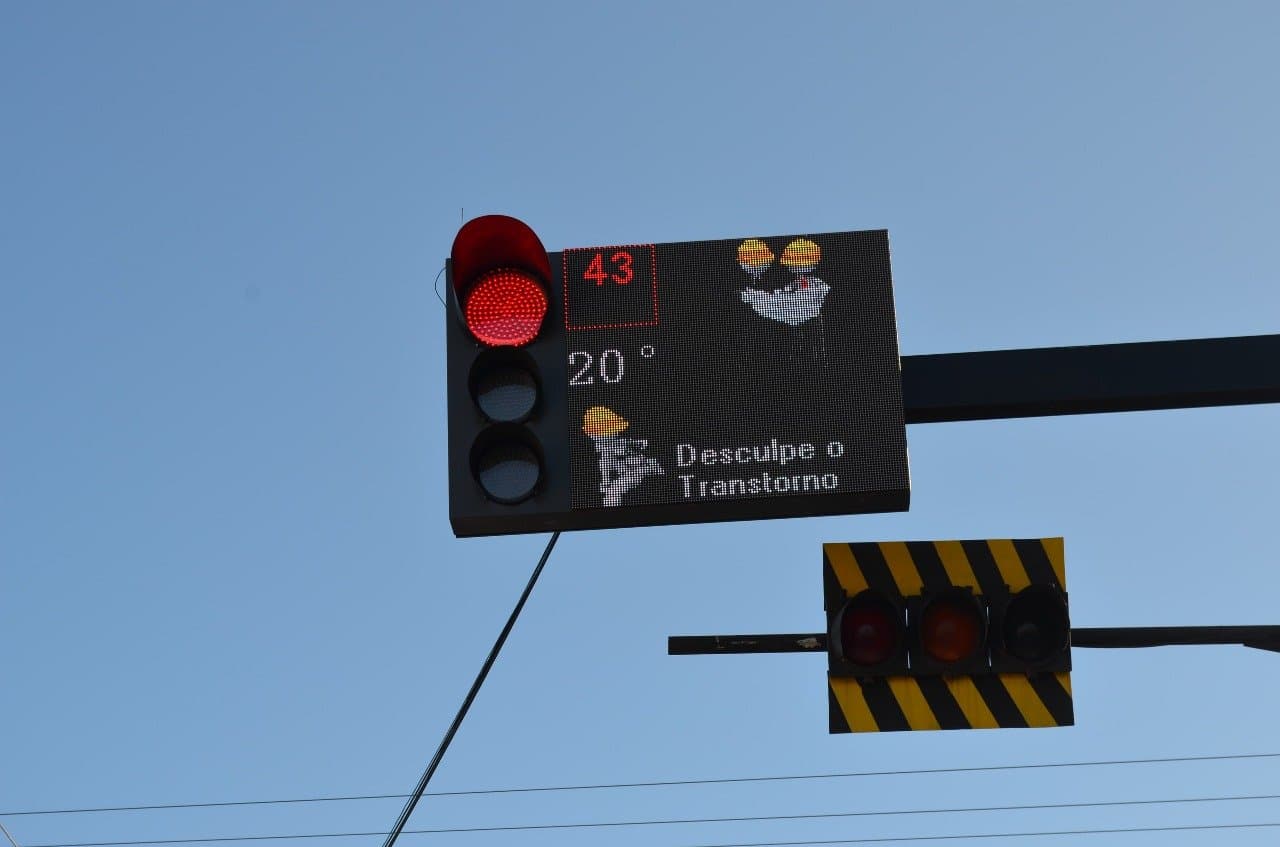 43
20 °
Desculpe o
Transtorno